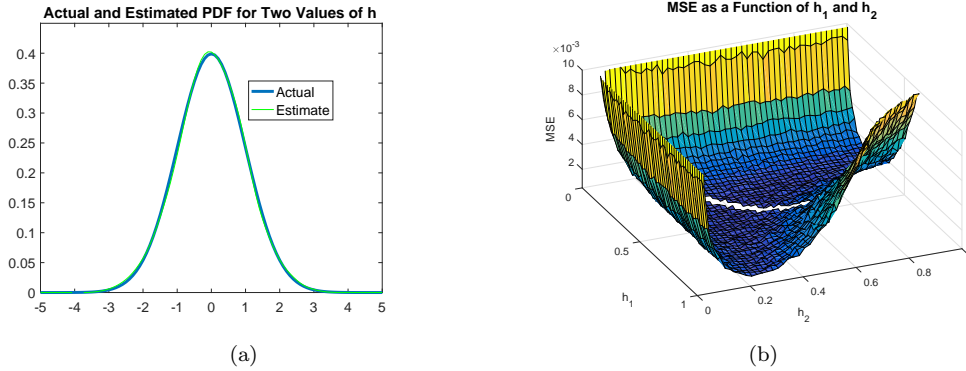 Actual and Estimated PDF for Two Values of h
0.4
0.35
0.3
0.25
0.2
0.15
0.1
0.05
0
-5 -4 -3 -2 -1 0 1 2 3 4 5
Actual
Estimate
(a)
MSE as a Function of h₁ and h₂
×10⁻³
10
8
6
4
2
0
MSE
0.5
1
h₁
0 0.2 0.4 0.6 0.8
h₂
(b)